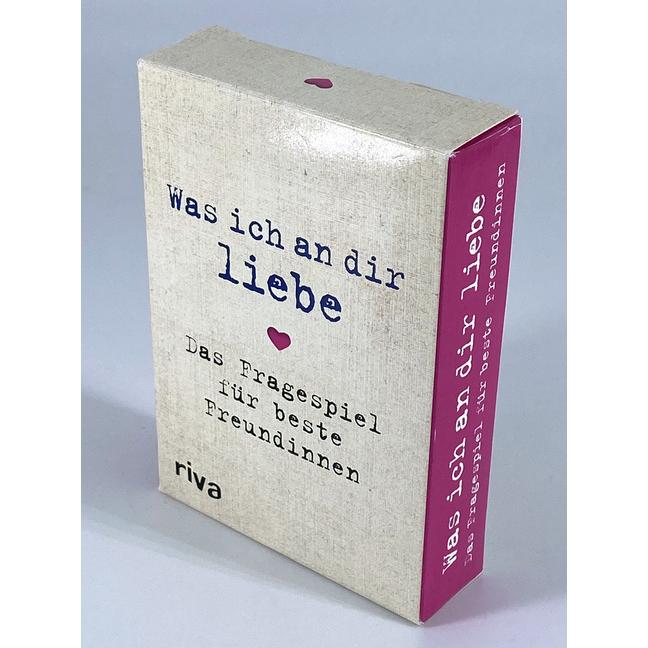 Was ich an dir
liebe
Das Fragespiel
für beste
Freundinnen
riva
Was ich an dir liebe
Das Fragespiel für beste Freundinnen